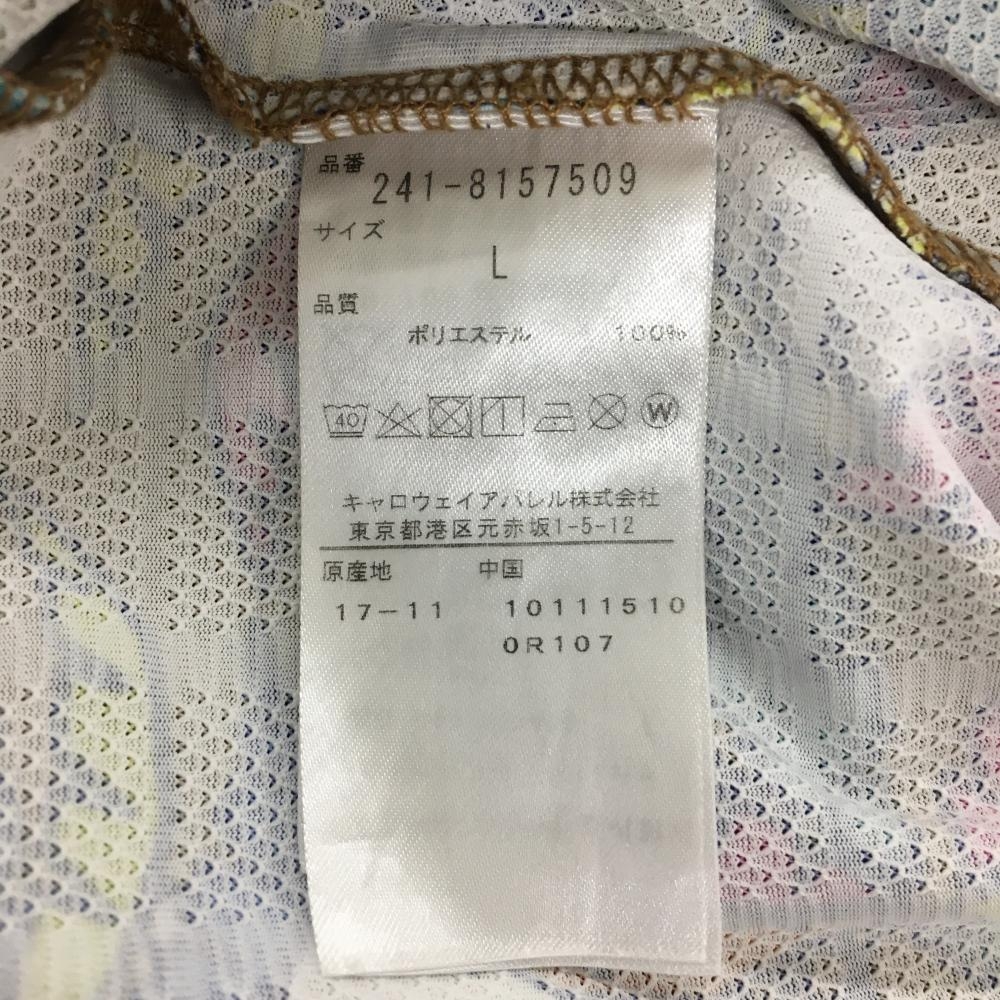 品番
241-8157509
サイズ
L
品質
ポリエステル 100%
40 W
キャロウェイアパレル株式会社
東京都港区元赤坂1-5-12
原産地 中国
17-11 10111510
0R107